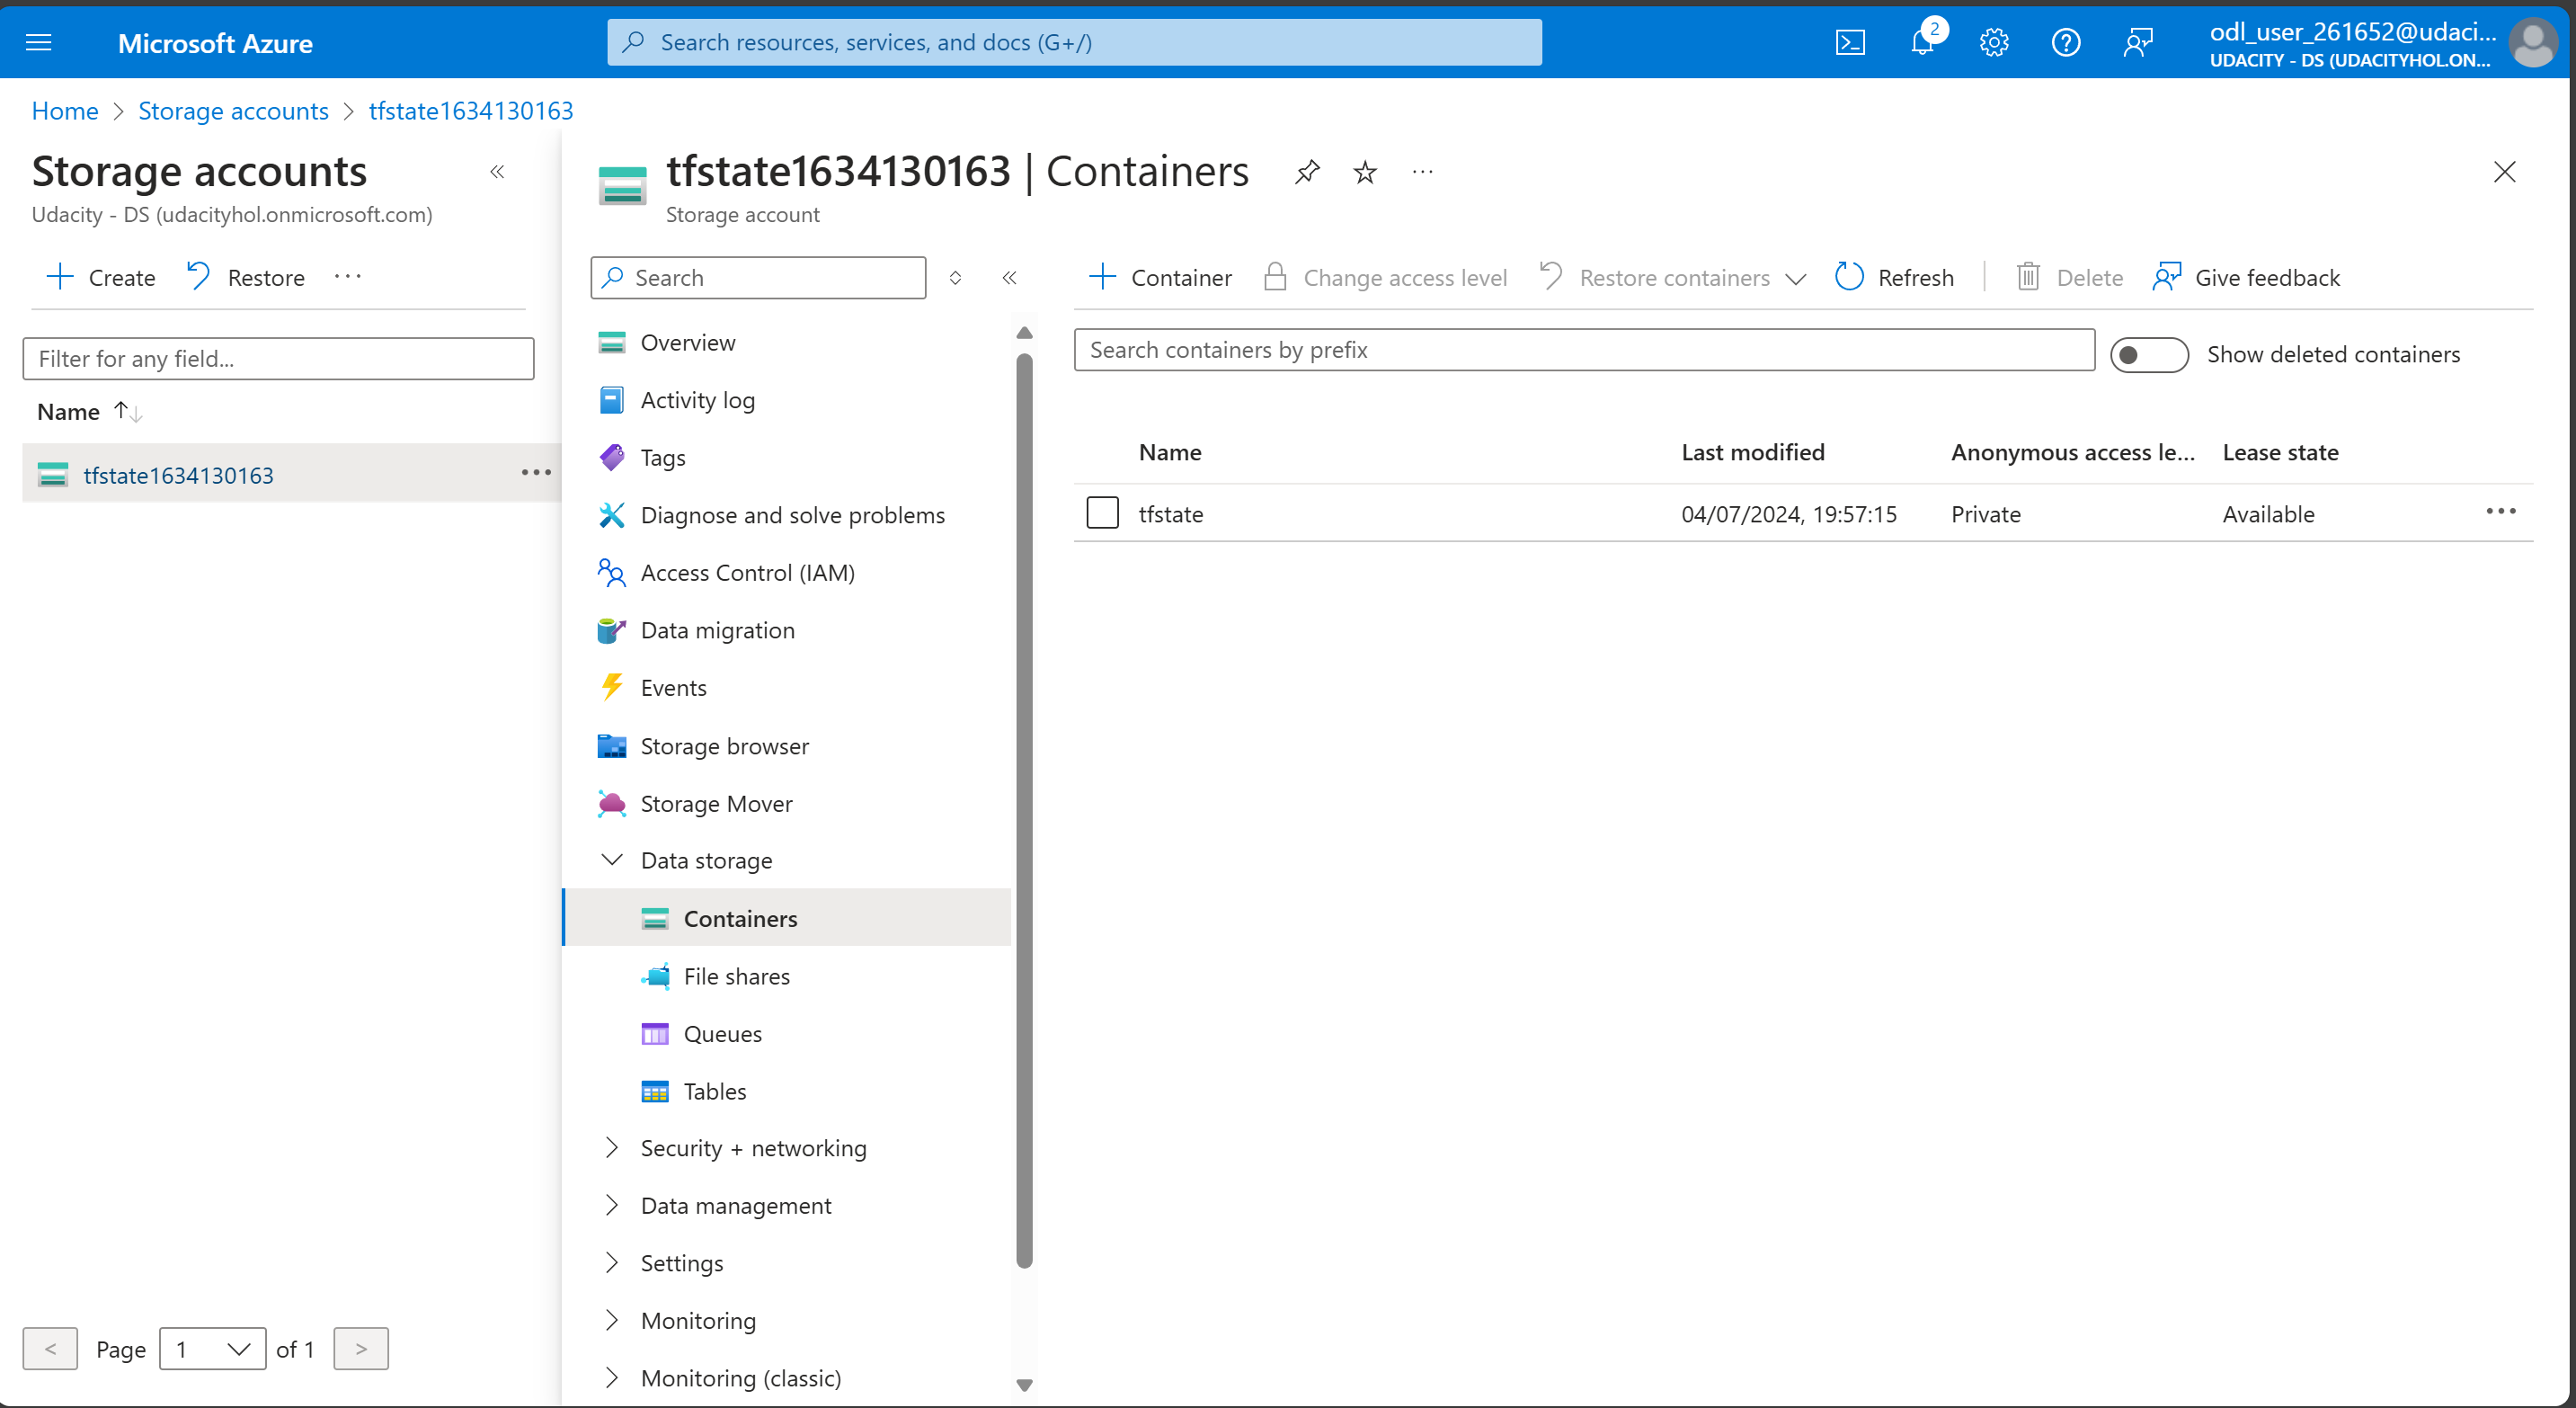 Microsoft Azure
Search resources, services, and docs (G+/)
2
odl_user_261652@udaci...
UDACITY - DS (UDACITYHOL.ON...
Home > Storage accounts > tfstate1634130163
Storage accounts
Udacity - DS (udacityhol.onmicrosoft.com)
Create
Restore
Filter for any field...
Name
tfstate1634130163
Page 1 of 1
tfstate1634130163 | Containers
Storage account
Search
Overview
Activity log
Tags
Diagnose and solve problems
Access Control (IAM)
Data migration
Events
Storage browser
Storage Mover
Data storage
Containers
File shares
Queues
Tables
Security + networking
Data management
Settings
Monitoring
Monitoring (classic)
Container
Change access level
Restore containers
Refresh
Delete
Give feedback
Search containers by prefix
Show deleted containers
Name Last modified Anonymous access le... Lease state
tfstate 04/07/2024, 19:57:15 Private Available